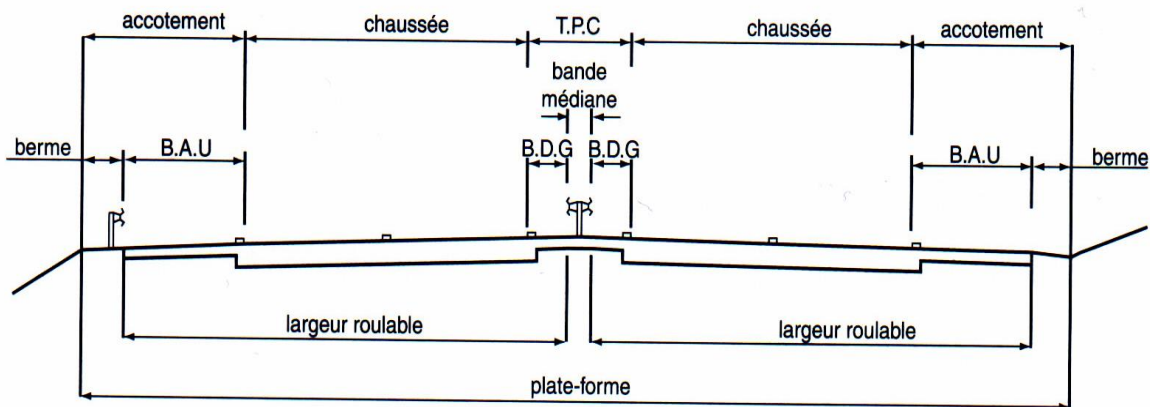 accotement chaussée T.P.C chaussée accotement
bande
médiane
berme B.A.U B.D.G B.D.G B.A.U berme
largeur roulable largeur roulable
plate-forme